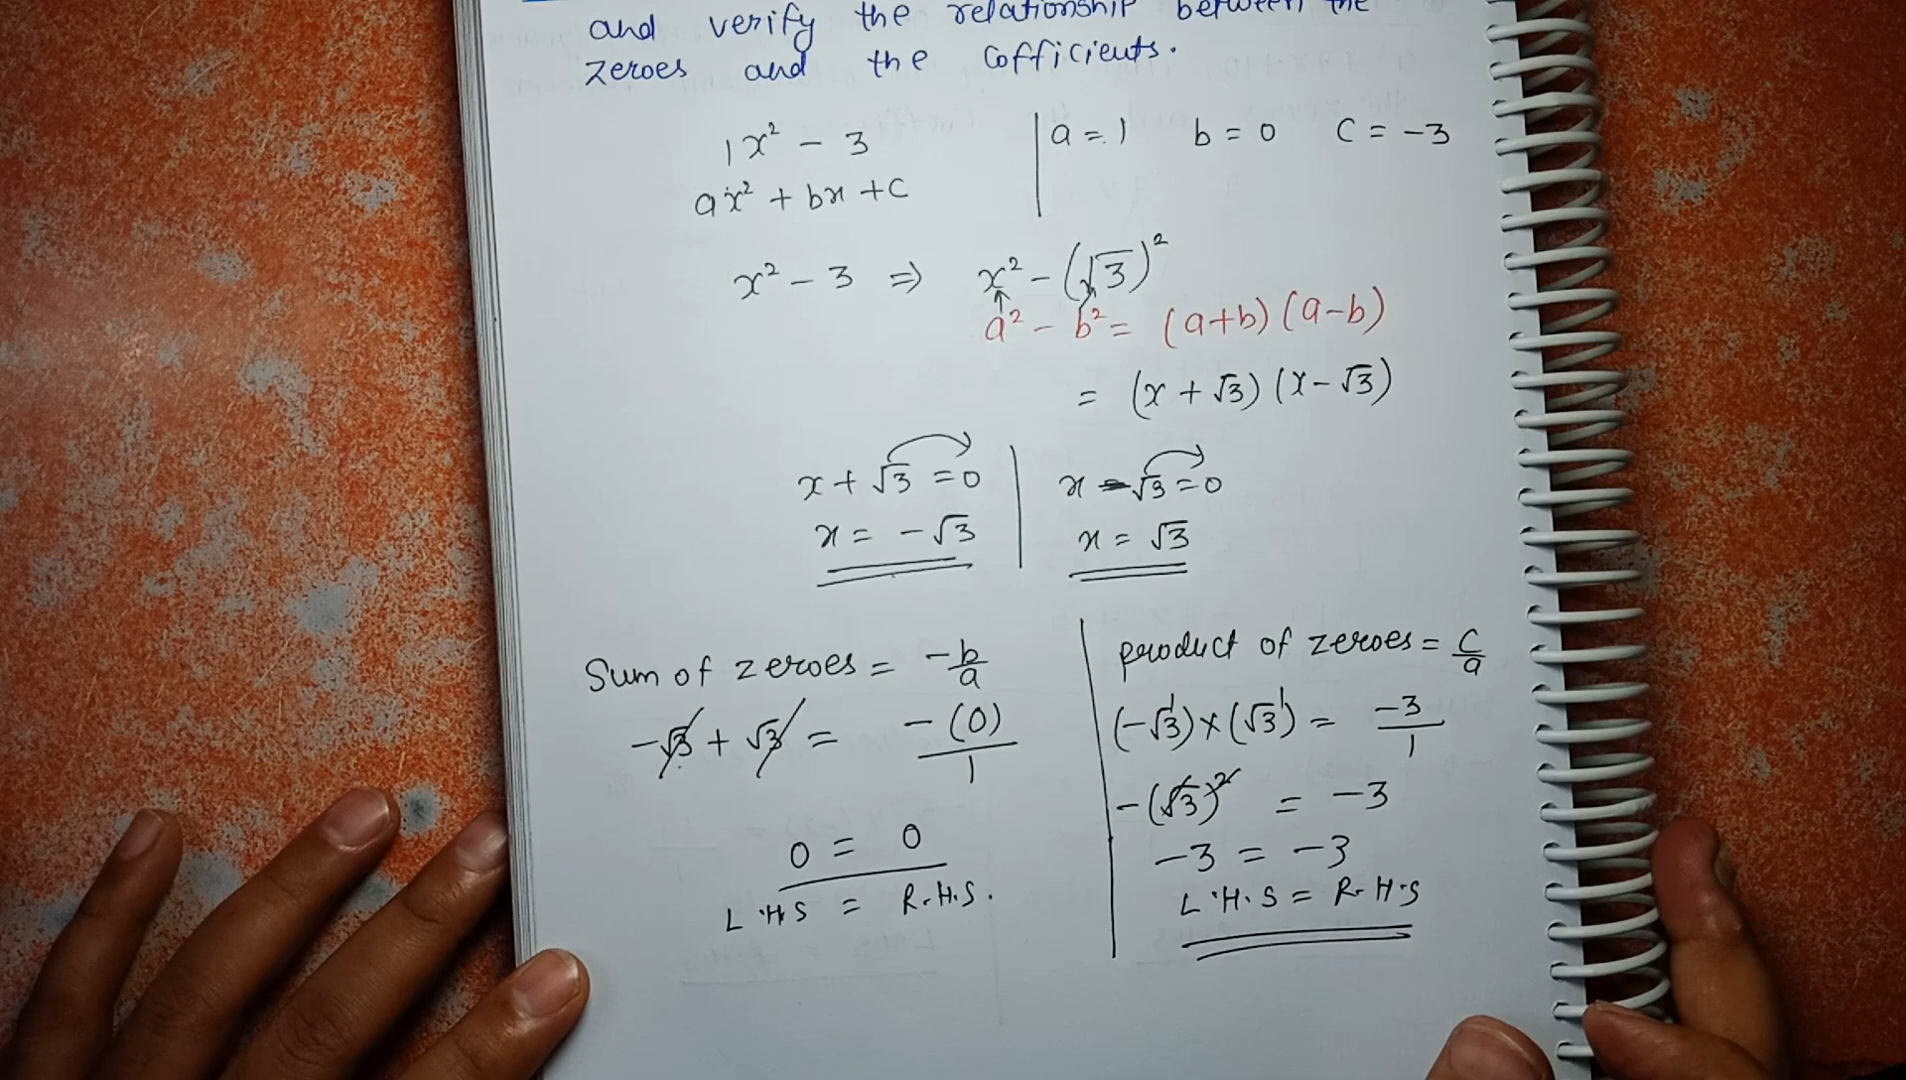 and verify the relationship between the
zeroes and the cofficients.
1x² - 3
ax² + bx + c
a = 1 b = 0 C = -3
x² - 3 ⇒ x² - (√3)²
a² - b² = (a+b) (a-b)
= (x + √3) (x - √3)
x + √3 = 0
x = -√3
x - √3 = 0
x = √3
Sum of zeroes = -b/a
-√3 + √3 = -(0)/1
0 = 0
L.H.S = R.H.S.
product of zeroes = c/a
(-√3) × (√3) = -3/1
-(√3)² = -3
-3 = -3
L.H.S = R.H.S